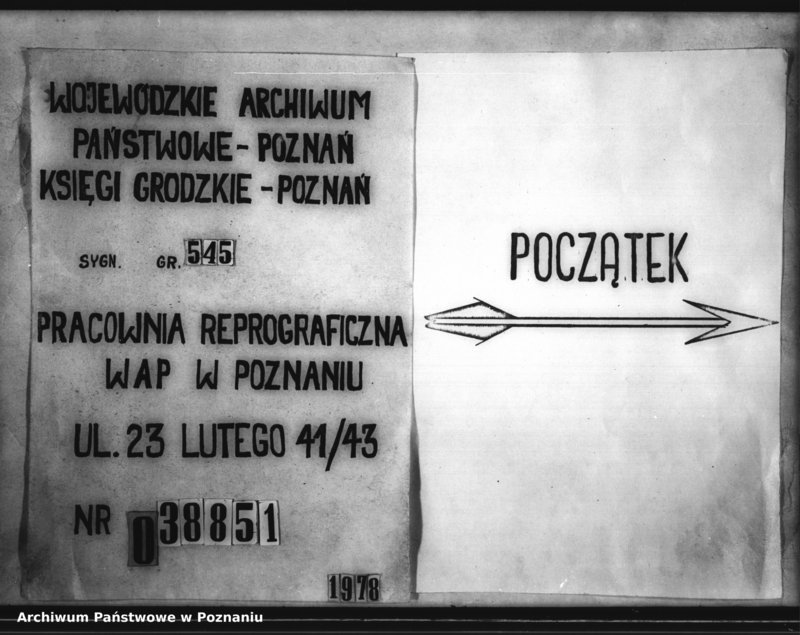 WOJEWÓDZKIE ARCHIWUM
PAŃSTWOWE - POZNAŃ
KSIĘGI GRODZKIE - POZNAŃ
SYGN. GR. 545
PRACOWNIA REPROGRAFICZNA
WAP W POZNANIU
UL. 23 LUTEGO 41/43
NR 038851
1978
POCZĄTEK
Archiwum Państwowe w Poznaniu